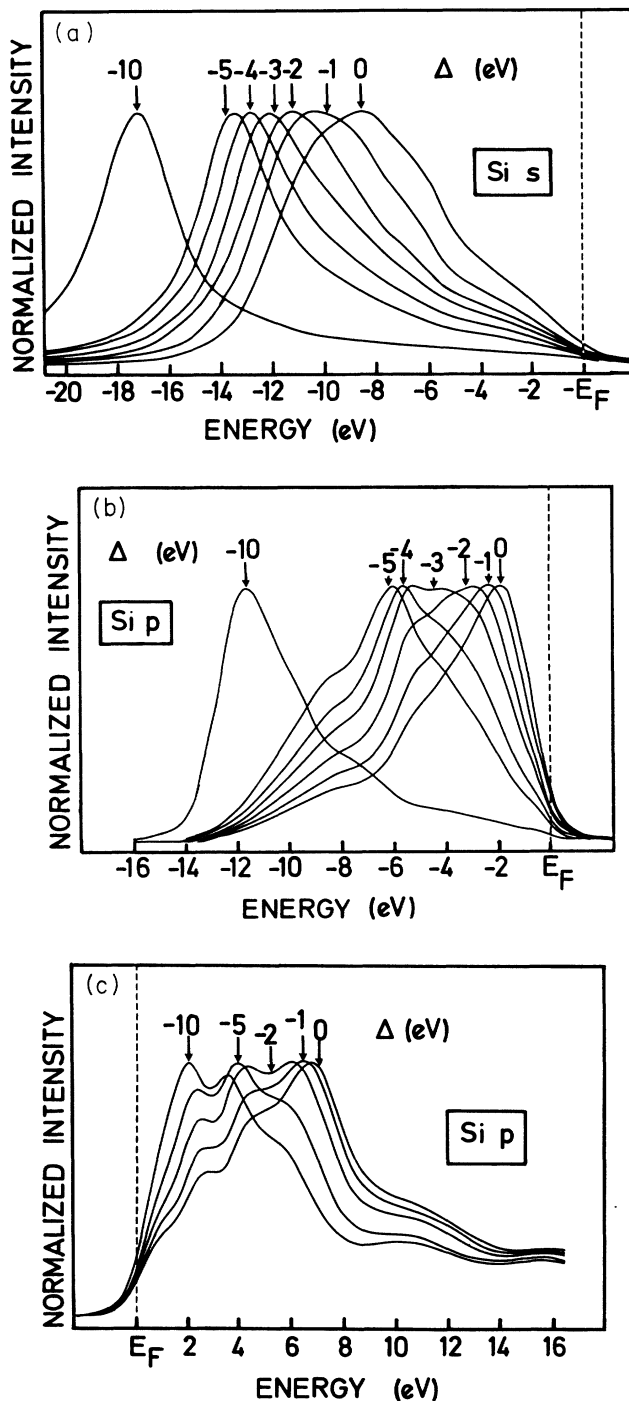 (a)
-10 -5 -4 -3 -2 -1 0 Δ (eV)
Si s
NORMALIZED INTENSITY
-20 -18 -16 -14 -12 -10 -8 -6 -4 -2 -E_F
ENERGY (eV)
(b)
Δ (eV) -10 -5 -4 -3 -2 -1 0
Si p
NORMALIZED INTENSITY
-16 -14 -12 -10 -8 -6 -4 -2 E_F
ENERGY (eV)
(c)
-10 -5 -2 -1 0 Δ (eV)
Si p
NORMALIZED INTENSITY
E_F 2 4 6 8 10 12 14 16
ENERGY (eV)